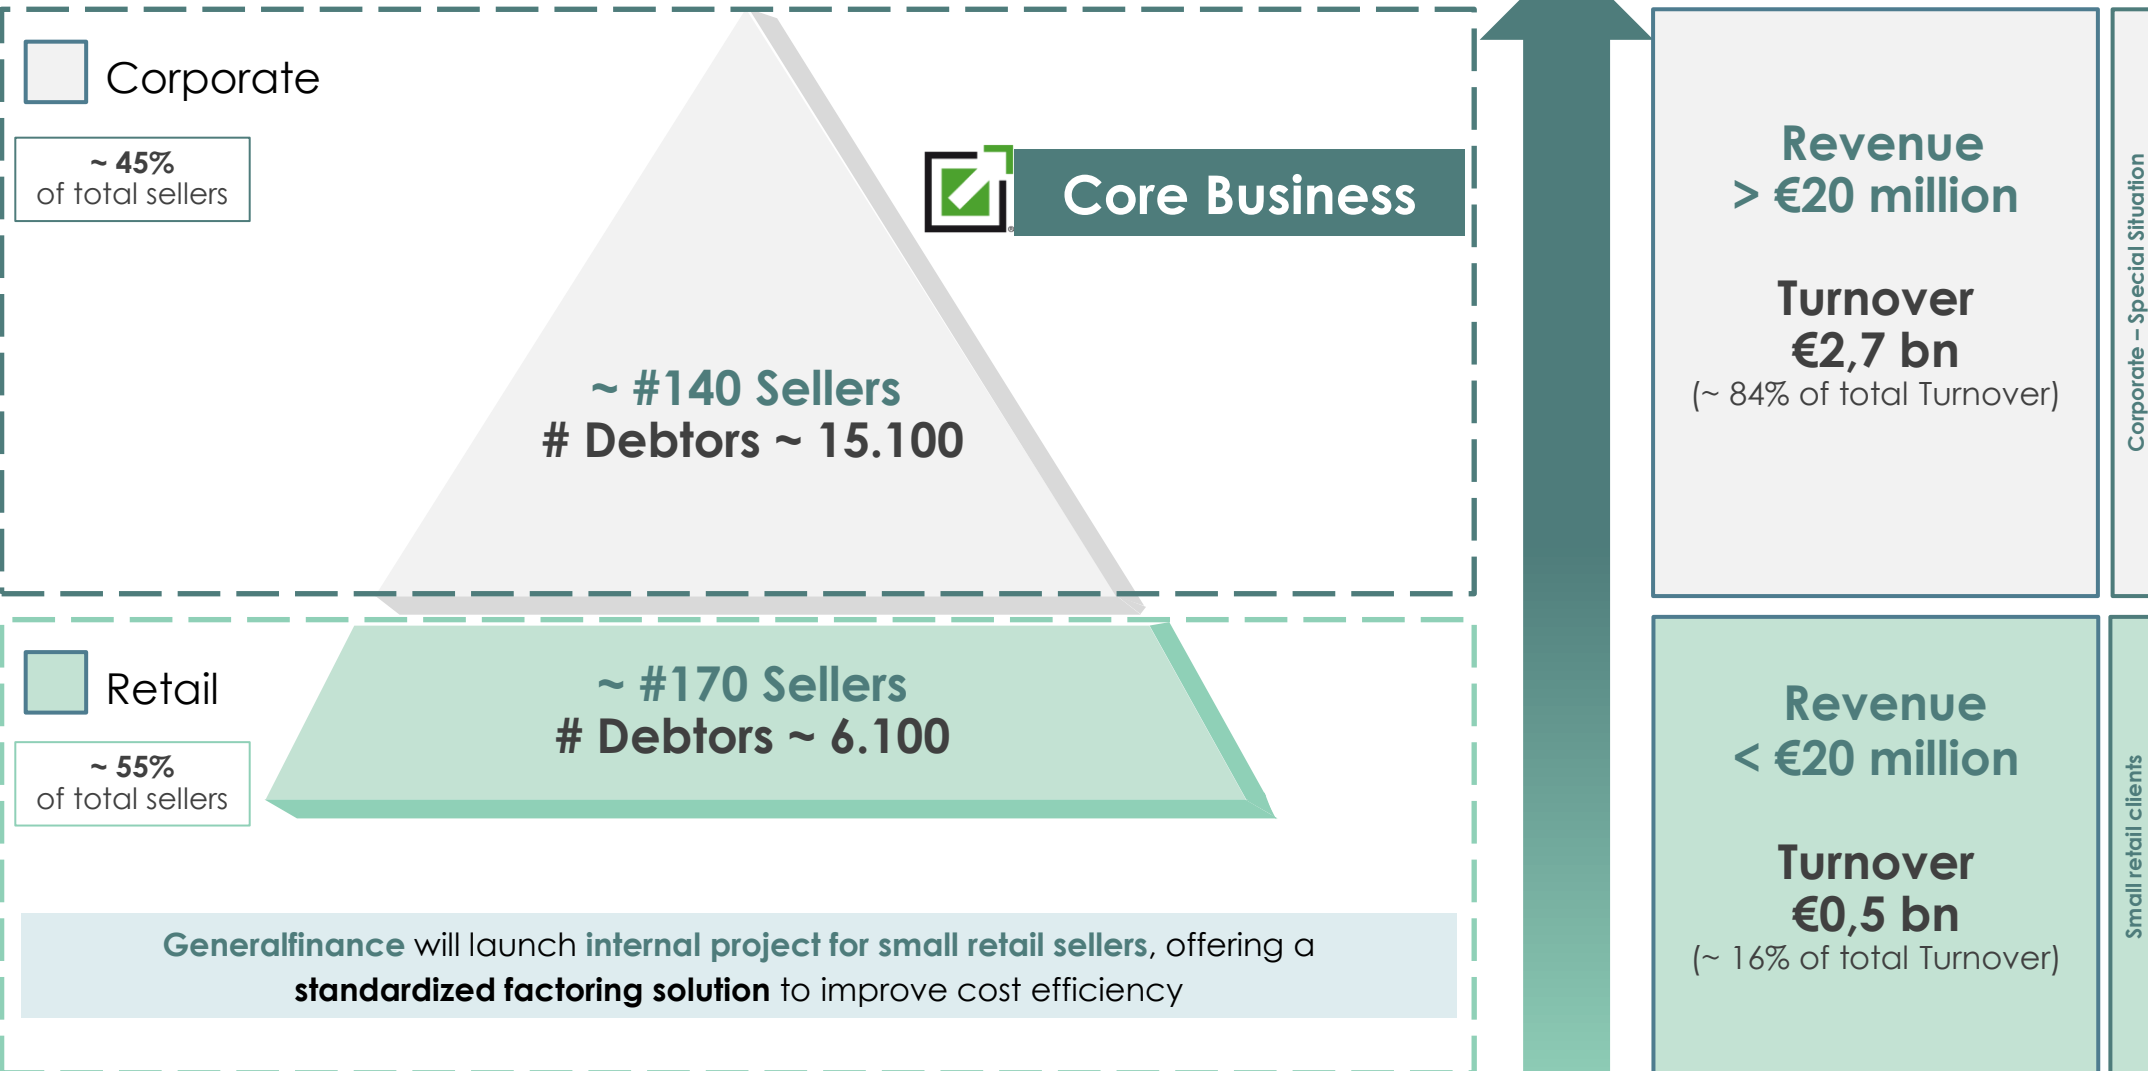 Corporate
~ 45%
of total sellers
Core Business
~ #140 Sellers
# Debtors ~ 15.100
Revenue
> €20 million
Turnover
€2,7 bn
(~ 84% of total Turnover)
Corporate – Special Situation
Retail
~ 55%
of total sellers
~ #170 Sellers
# Debtors ~ 6.100
Generalfinance will launch internal project for small retail sellers, offering a
standardized factoring solution to improve cost efficiency
Revenue
< €20 million
Turnover
€0,5 bn
(~ 16% of total Turnover)
Small retail clients